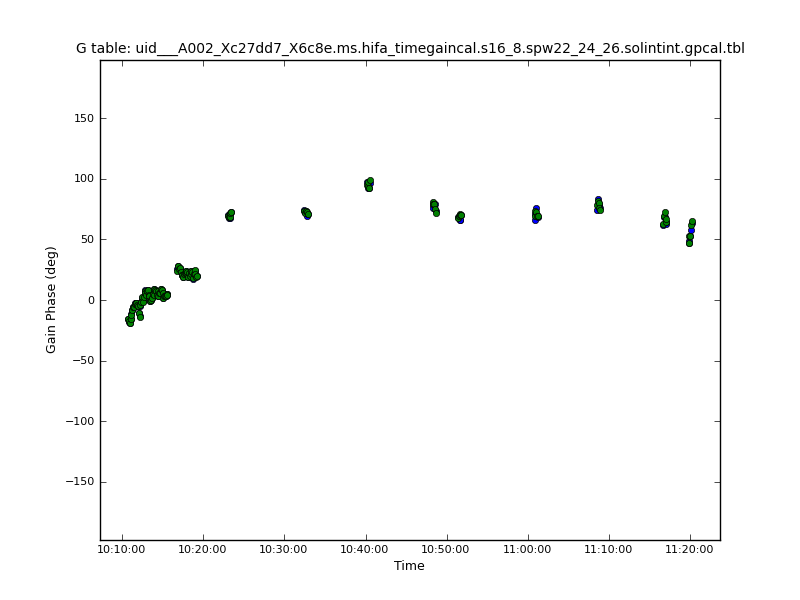 G table: uid___A002_Xc27dd7_X6c8e.ms.hifa_timegaincal.s16_8.spw22_24_26.solintint.gpcal.tbl
150
100
50
0
−50
−100
−150
Gain Phase (deg)
10:10:00 10:20:00 10:30:00 10:40:00 10:50:00 11:00:00 11:10:00 11:20:00
Time